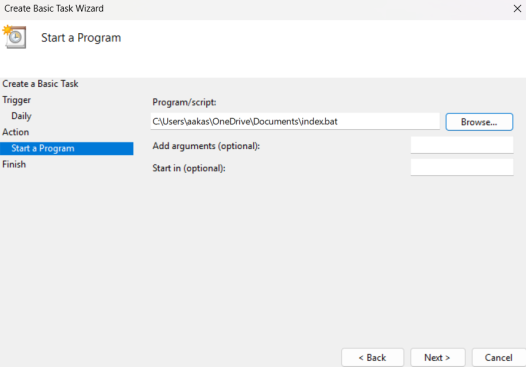 Create Basic Task Wizard
Start a Program
Create a Basic Task
Trigger
Daily
Action
Start a Program
Finish
Program/script:
C:\Users\aakas\OneDrive\Documents\index.bat
Browse...
Add arguments (optional):
Start in (optional):
< Back
Next >
Cancel